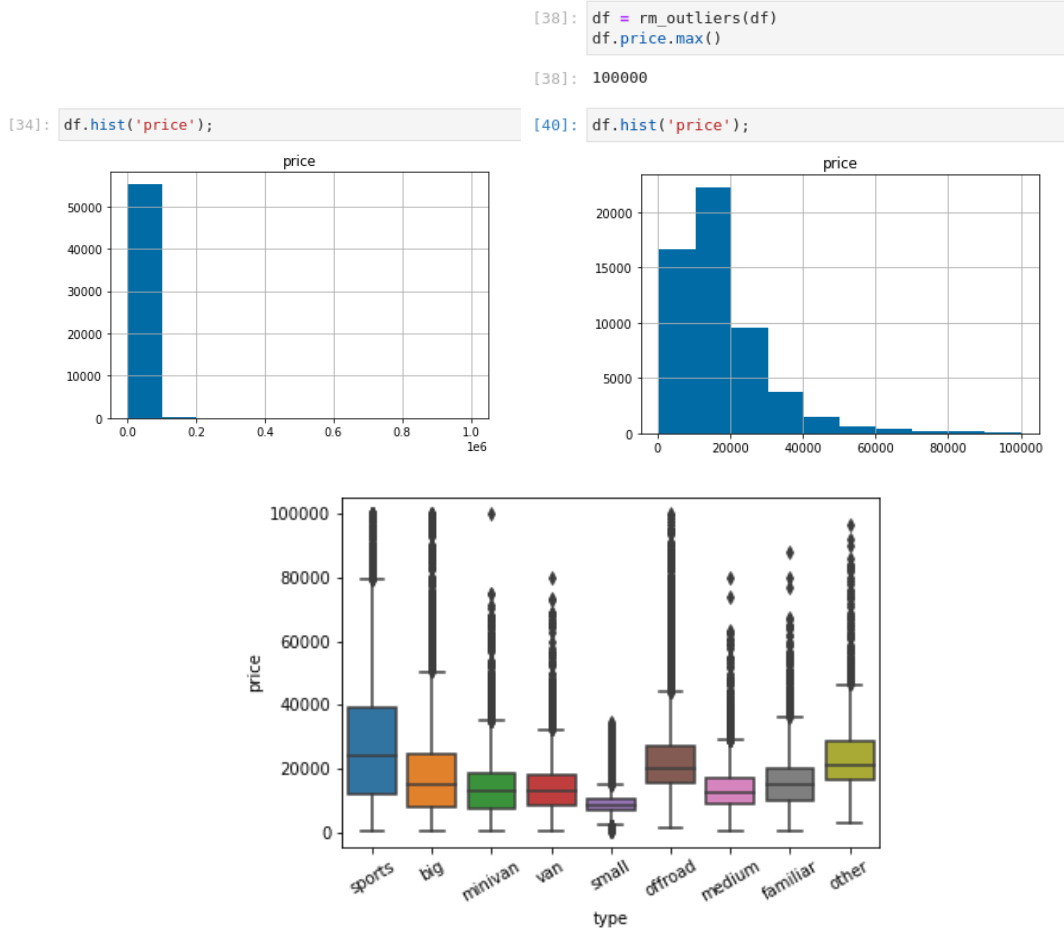 [38]: df = rm_outliers(df)
df.price.max()
[38]: 100000
[34]: df.hist('price');
price
50000
40000
30000
20000
10000
0
0.0 0.2 0.4 0.6 0.8 1.0
1e6
[40]: df.hist('price');
price
20000
15000
10000
5000
0
0 20000 40000 60000 80000 100000
100000
80000
60000
40000
20000
0
price
sports big minivan van small offroad medium familiar other
type